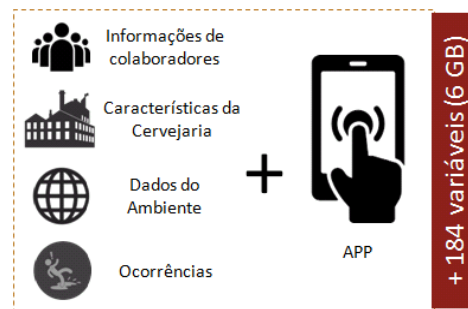 Informações de
colaboradores
Características da
Cervejaria
Dados do
Ambiente
Ocorrências
APP
+ 184 variáveis (6 GB)